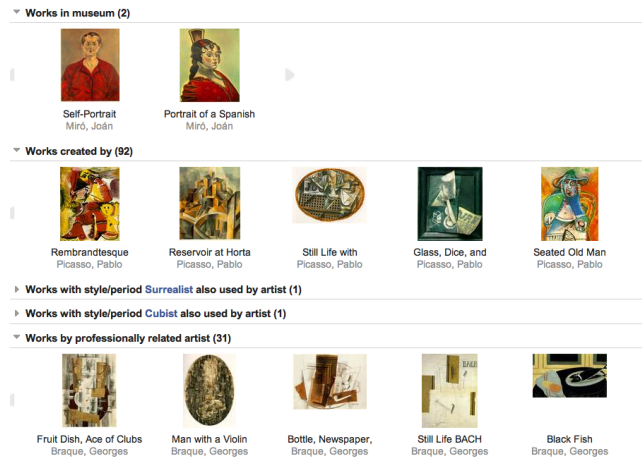 Works in museum (2)
Self-Portrait
Miró, Joán
Portrait of a Spanish
Miró, Joán
Works created by (92)
Rembrandtesque
Picasso, Pablo
Reservoir at Horta
Picasso, Pablo
Still Life with
Picasso, Pablo
Glass, Dice, and
Picasso, Pablo
Seated Old Man
Picasso, Pablo
Works with style/period Surrealist also used by artist (1)
Works with style/period Cubist also used by artist (1)
Works by professionally related artist (31)
Fruit Dish, Ace of Clubs
Braque, Georges
Man with a Violin
Braque, Georges
Bottle, Newspaper,
Braque, Georges
BACH
Still Life BACH
Braque, Georges
Black Fish
Braque, Georges